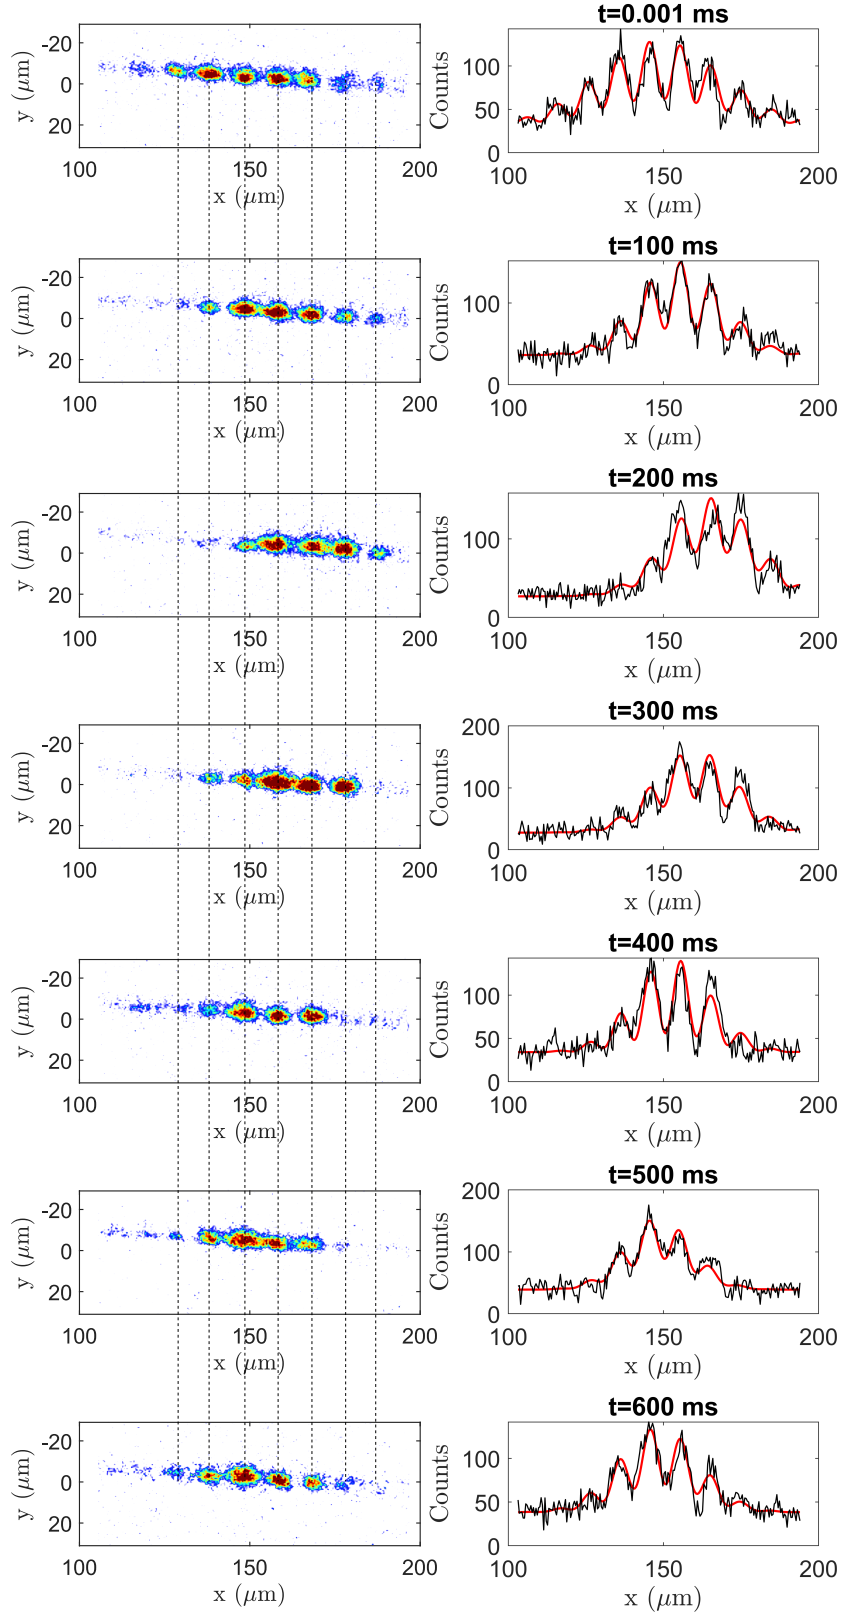 t=0.001 ms
-20
0
20
y (μm)
100
150
200
x (μm)
100
50
0
Counts
100
150
200
x (μm)
t=100 ms
-20
0
20
y (μm)
100
150
200
x (μm)
100
0
Counts
100
150
200
x (μm)
t=200 ms
-20
0
20
y (μm)
100
150
200
x (μm)
100
0
Counts
100
150
200
x (μm)
t=300 ms
-20
0
20
y (μm)
100
150
200
x (μm)
200
100
0
Counts
100
150
200
x (μm)
t=400 ms
-20
0
20
y (μm)
100
150
200
x (μm)
100
50
0
Counts
100
150
200
x (μm)
t=500 ms
-20
0
20
y (μm)
100
150
200
x (μm)
200
100
0
Counts
100
150
200
x (μm)
t=600 ms
-20
0
20
y (μm)
100
150
200
x (μm)
100
50
0
Counts
100
150
200
x (μm)